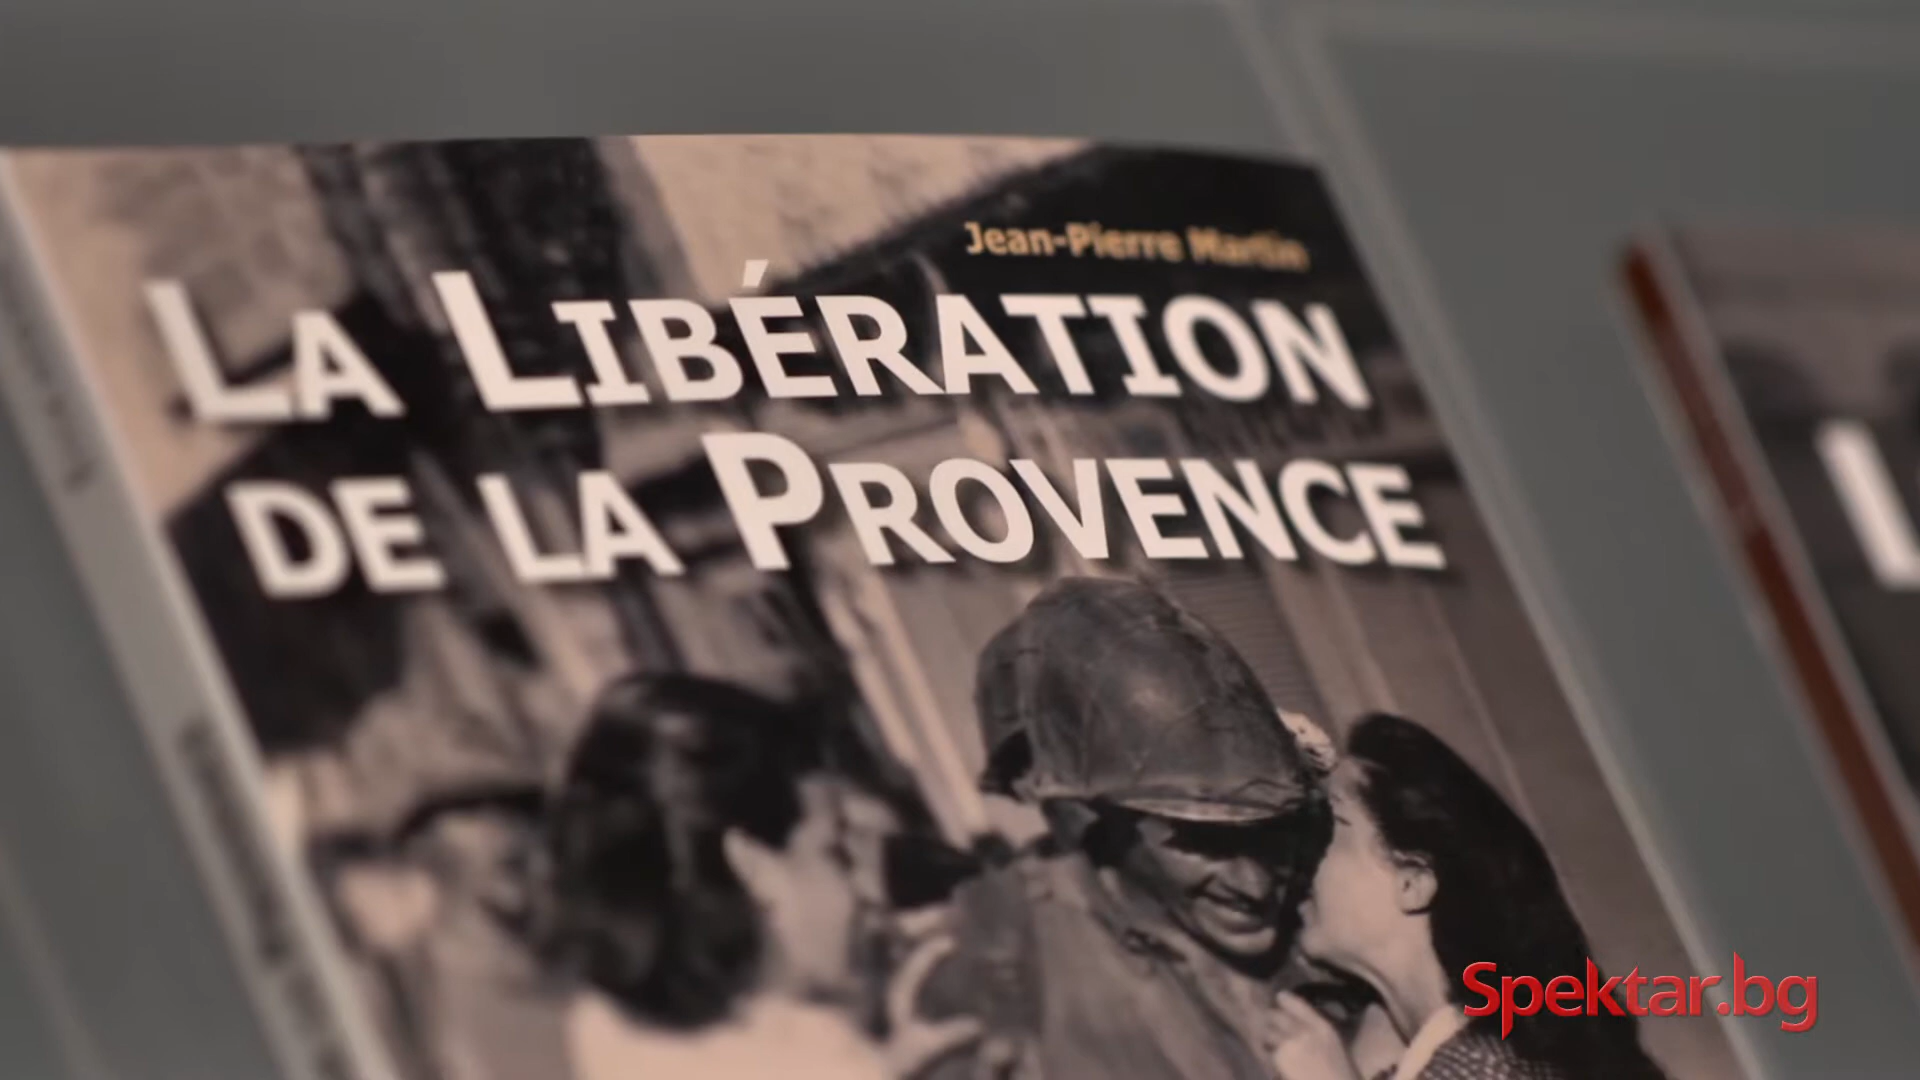 Jean-Pierre Martin
LA LIBÉRATION
DE LA PROVENCE
Spektar.bg